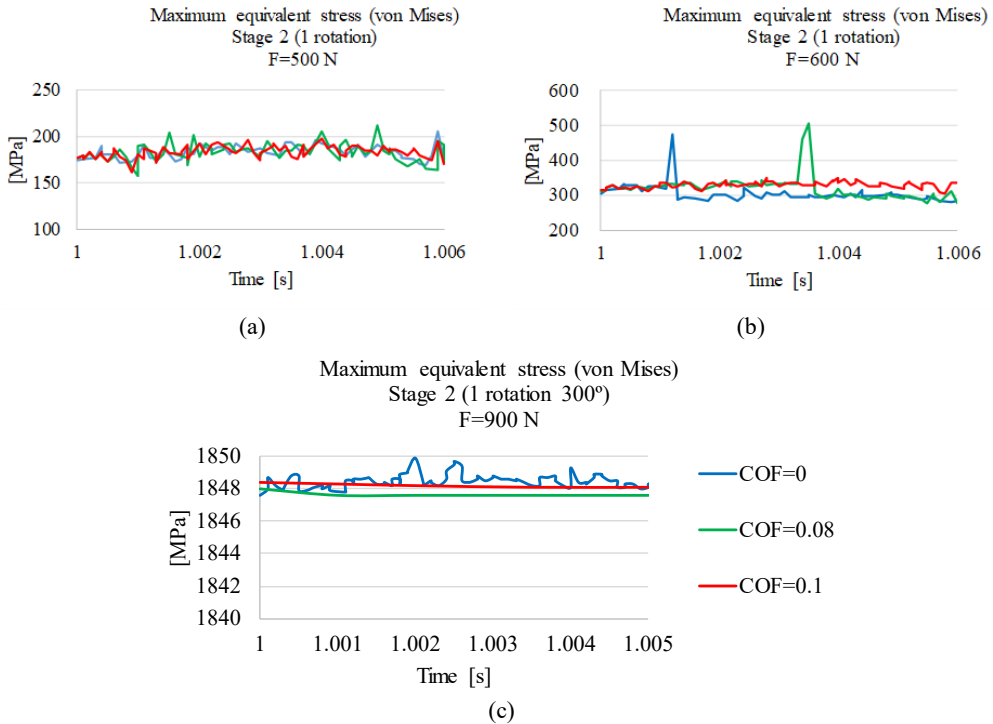 Maximum equivalent stress (von Mises)
Stage 2 (1 rotation)
F=500 N
250
200
150
100
[MPa]
1 1.002 1.004 1.006
Time [s]
(a)
Maximum equivalent stress (von Mises)
Stage 2 (1 rotation)
F=600 N
600
500
400
300
200
[MPa]
1 1.002 1.004 1.006
Time [s]
(b)
Maximum equivalent stress (von Mises)
Stage 2 (1 rotation 300º)
F=900 N
1850
1848
1846
1844
1842
1840
[MPa]
1 1.001 1.002 1.003 1.004 1.005
Time [s]
COF=0
COF=0.08
COF=0.1
(c)